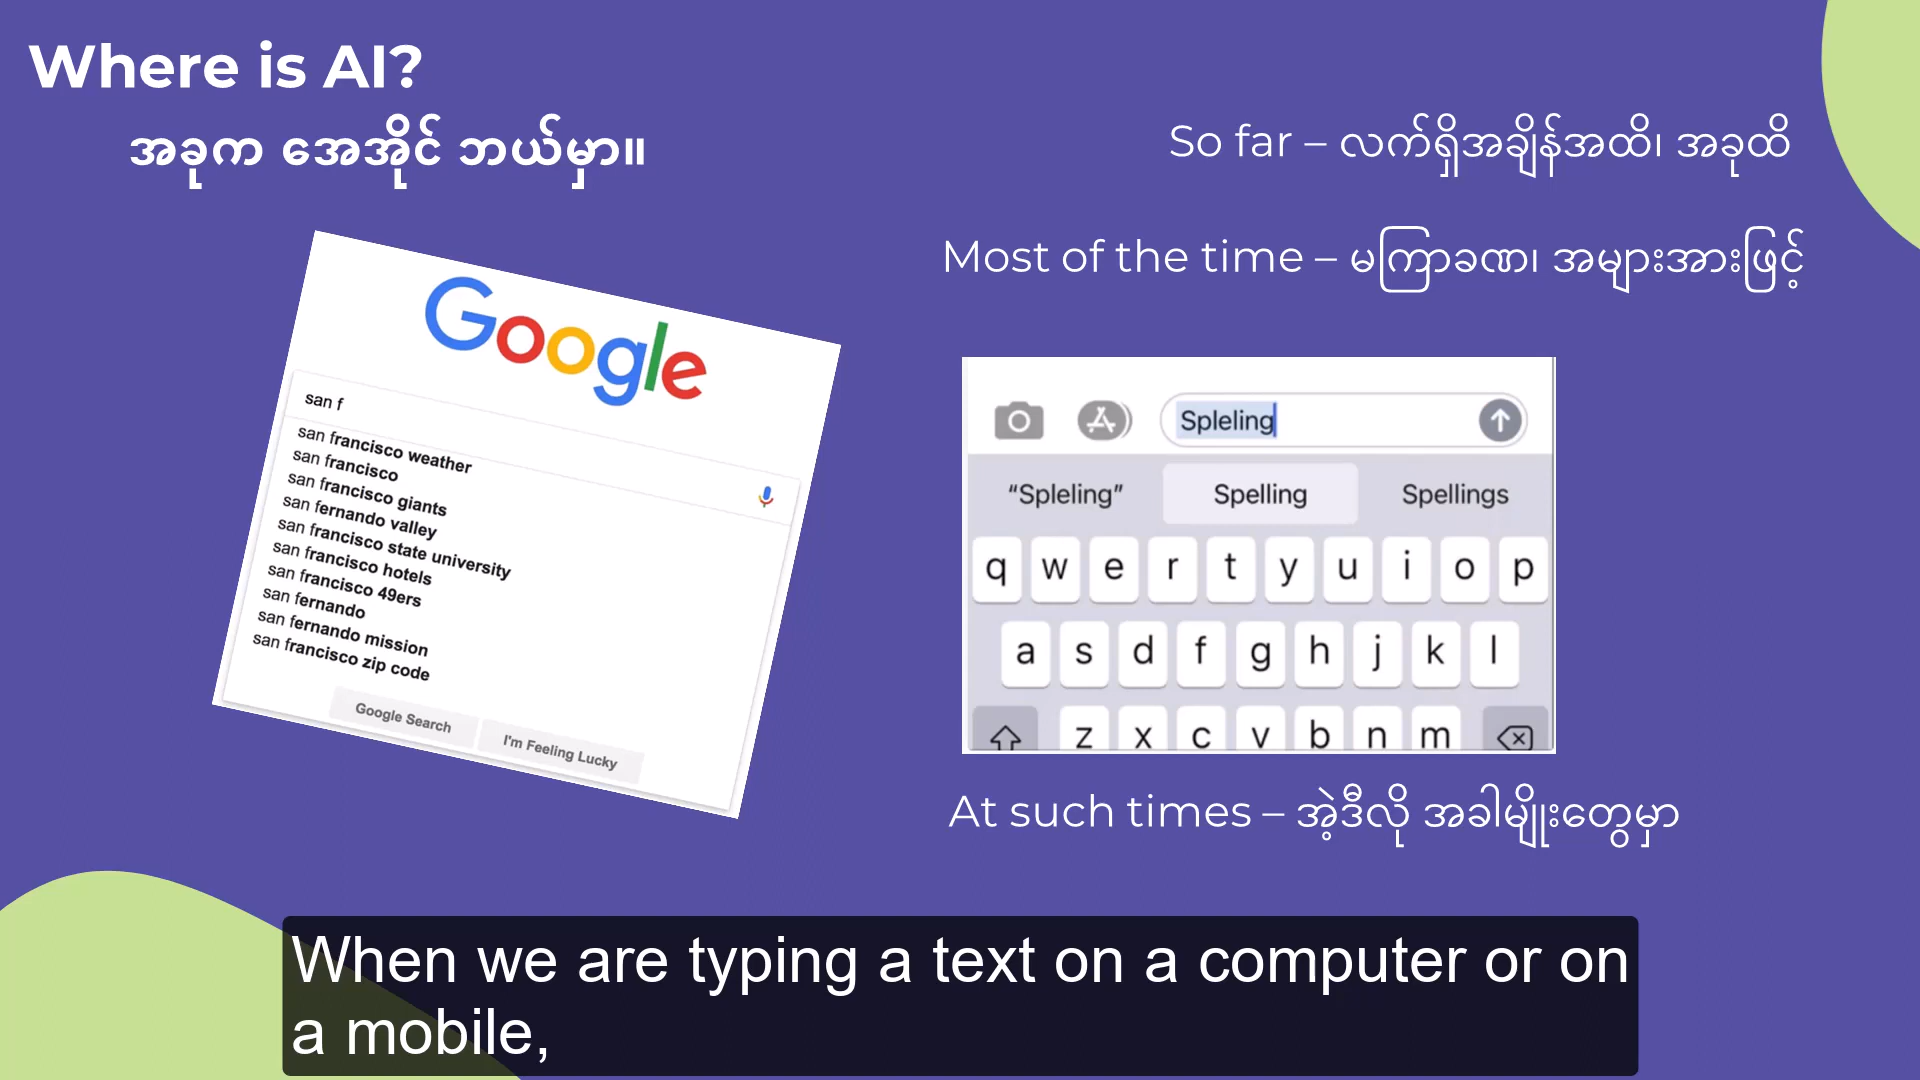 Where is AI?
အခုက အေအိုင် ဘယ်မှာ။
So far – လက်ရှိအချိန်အထိ၊ အခုထိ
Most of the time – မကြာခဏ၊ အများအားဖြင့်
Google
san f
san francisco weather
san francisco
san francisco giants
san fernando valley
san francisco state university
san francisco hotels
san francisco 49ers
san fernando
san fernando mission
san francisco zip code
Google Search
I'm Feeling Lucky
Spleling
“Spleling” Spelling Spellings
q w e r t y u i o p
a s d f g h j k l
z x c v b n m
At such times – အဲ့ဒီလို အခါမျိုးတွေမှာ
When we are typing a text on a computer or on
a mobile,